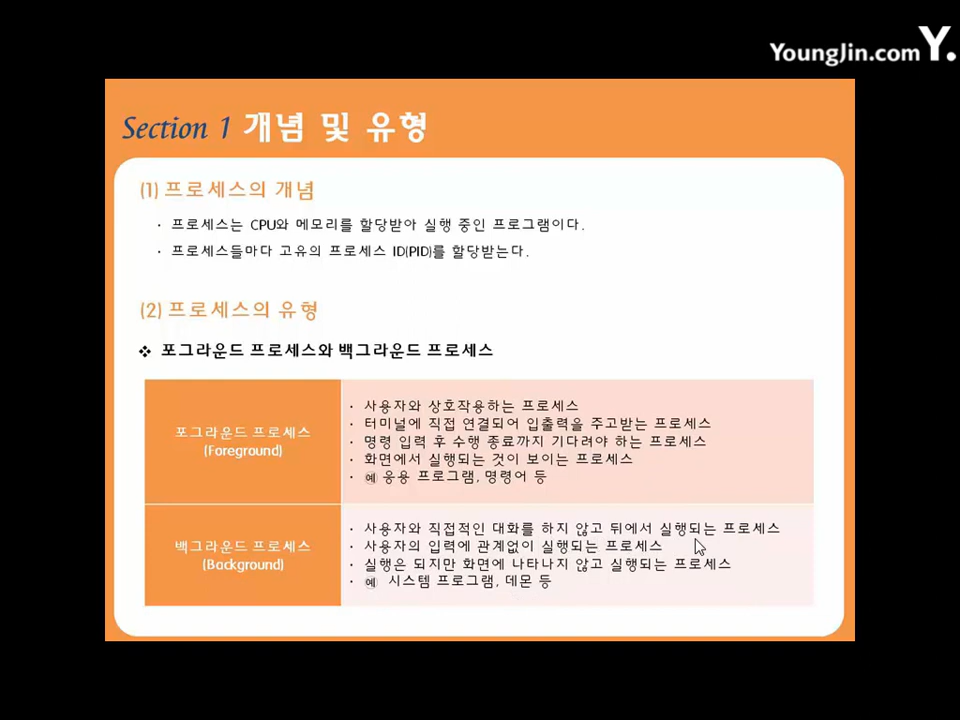 YoungJin.com Y.
Section 1 개념 및 유형
(1) 프로세스의 개념
· 프로세스는 CPU와 메모리를 할당받아 실행 중인 프로그램이다.
· 프로세스들마다 고유의 프로세스 ID(PID)를 할당받는다.
(2) 프로세스의 유형
❖ 포그라운드 프로세스와 백그라운드 프로세스
포그라운드 프로세스
(Foreground)
· 사용자와 상호작용하는 프로세스
· 터미널에 직접 연결되어 입출력을 주고받는 프로세스
· 명령 입력 후 수행 종료까지 기다려야 하는 프로세스
· 화면에서 실행되는 것이 보이는 프로세스
· 예 응용 프로그램, 명령어 등
백그라운드 프로세스
(Background)
· 사용자와 직접적인 대화를 하지 않고 뒤에서 실행되는 프로세스
· 사용자의 입력에 관계없이 실행되는 프로세스
· 실행은 되지만 화면에 나타나지 않고 실행되는 프로세스
· 예 시스템 프로그램, 데몬 등